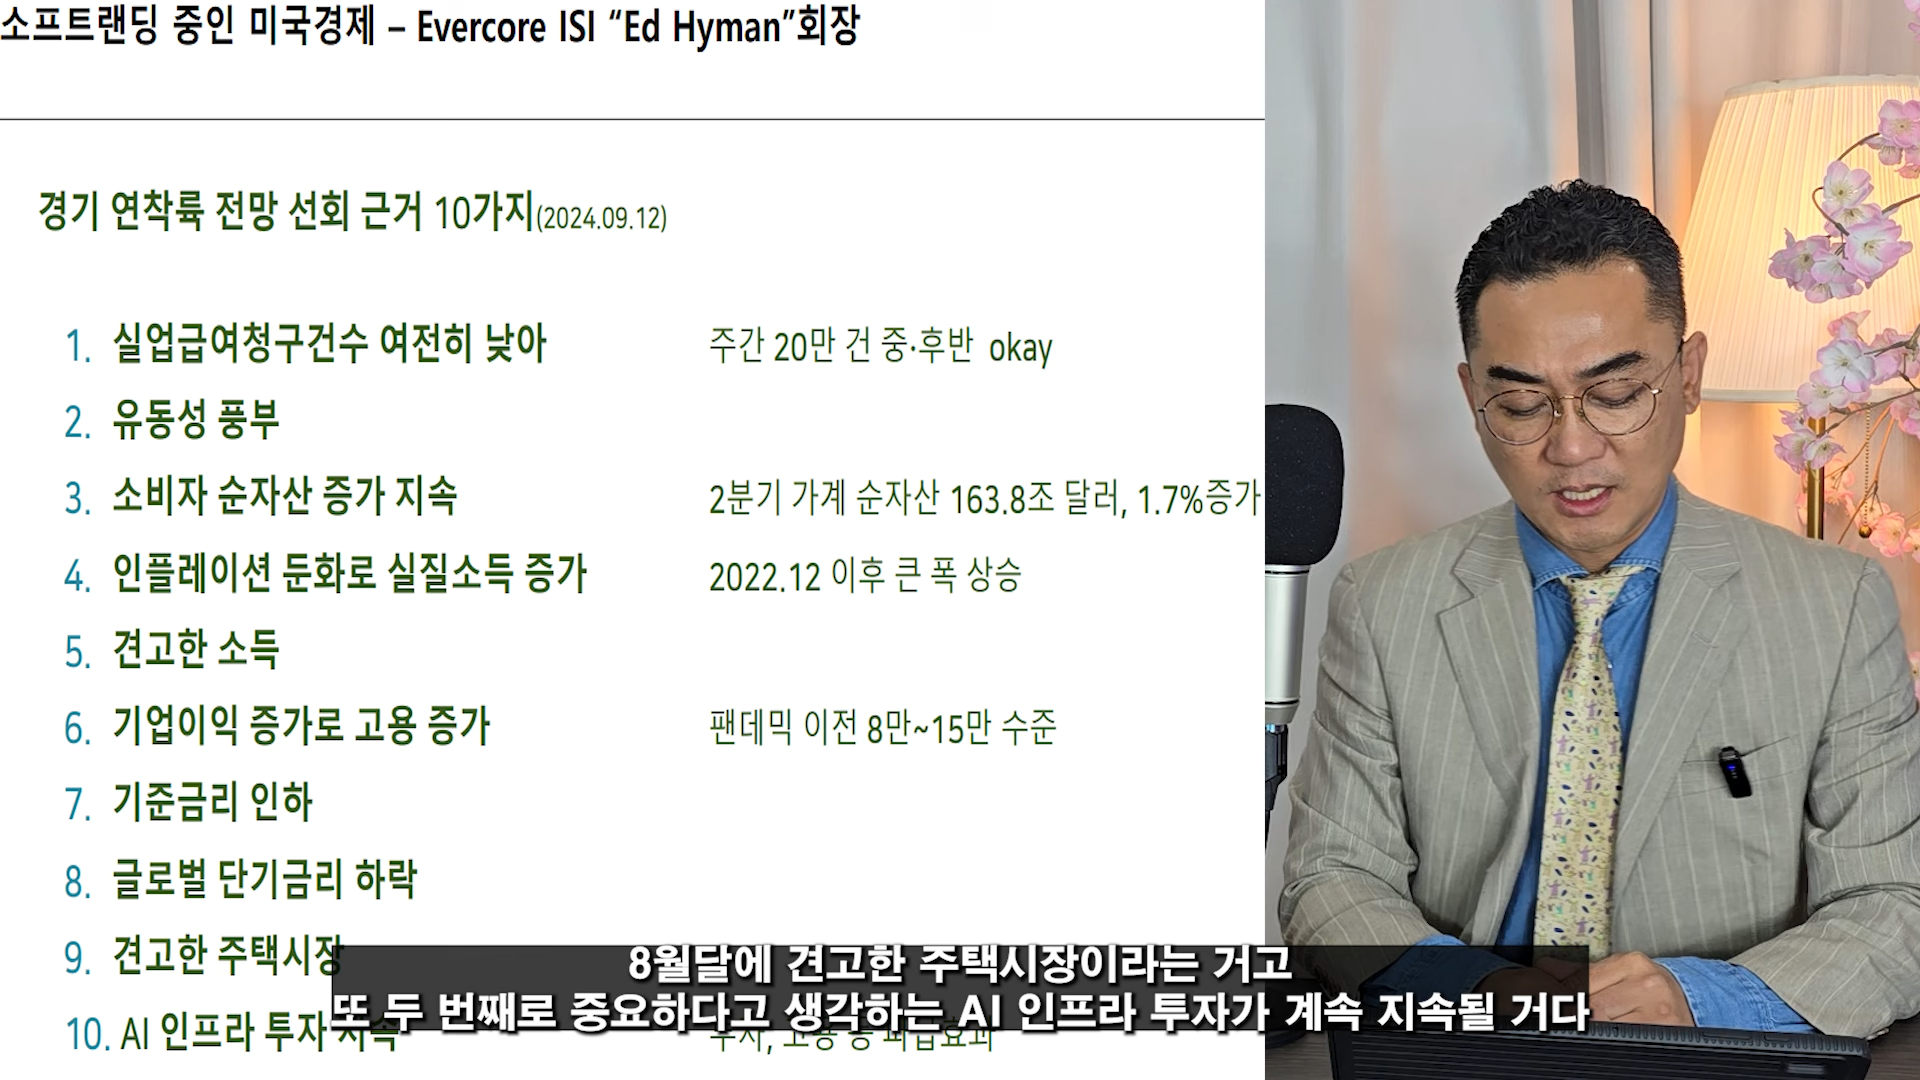 소프트랜딩 중인 미국경제 – Evercore ISI “Ed Hyman”회장
경기 연착륙 전망 선회 근거 10가지(2024.09.12)
1. 실업급여청구건수 여전히 낮아 주간 20만 건 중·후반 okay
2. 유동성 풍부
3. 소비자 순자산 증가 지속 2분기 가계 순자산 163.8조 달러, 1.7%증가
4. 인플레이션 둔화로 실질소득 증가 2022.12 이후 큰 폭 상승
5. 견고한 소득
6. 기업이익 증가로 고용 증가 팬데믹 이전 8만~15만 수준
7. 기준금리 인하
8. 글로벌 단기금리 하락
9. 견고한 주택시장
10. AI 인프라 투자 지속 투자, 고용 등 파급효과
8월달에 견고한 주택시장이라는 거고
또 두 번째로 중요하다고 생각하는 AI 인프라 투자가 계속 지속될 거다